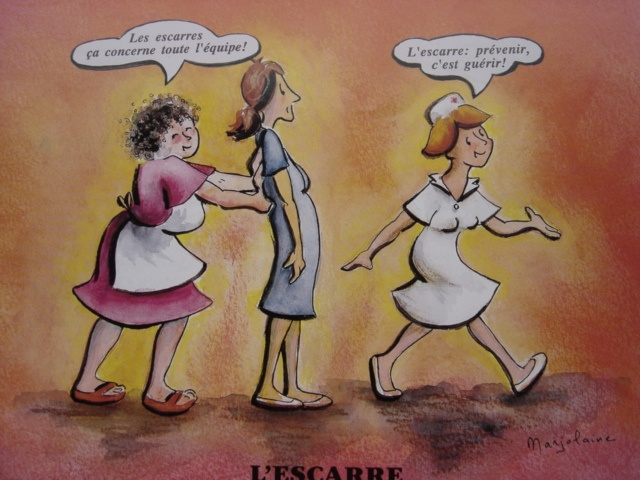 Les escarres
ça concerne toute l'équipe!
L'escarre: prévenir,
c'est guérir!
Marjolaine
L'ESCARRE